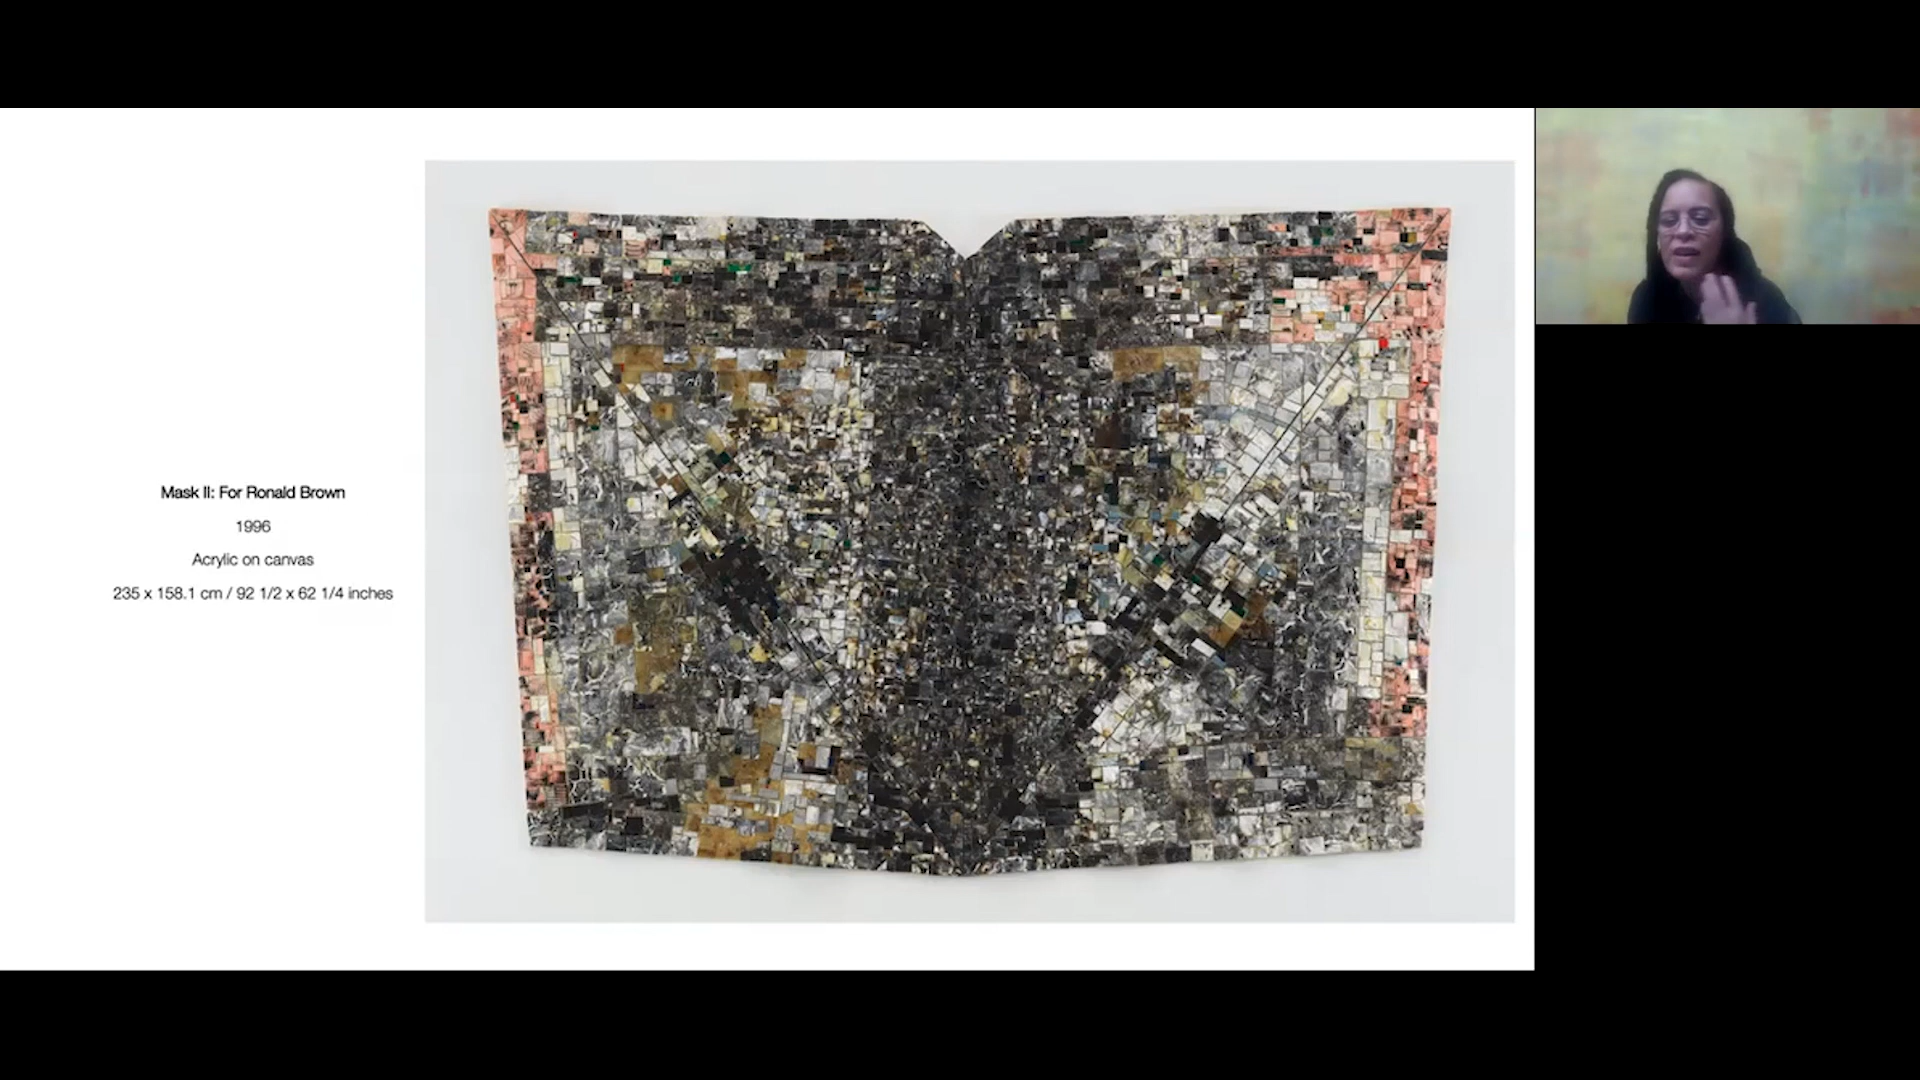 Mask II: For Ronald Brown
1996
Acrylic on canvas
235 x 158.1 cm / 92 1/2 x 62 1/4 inches